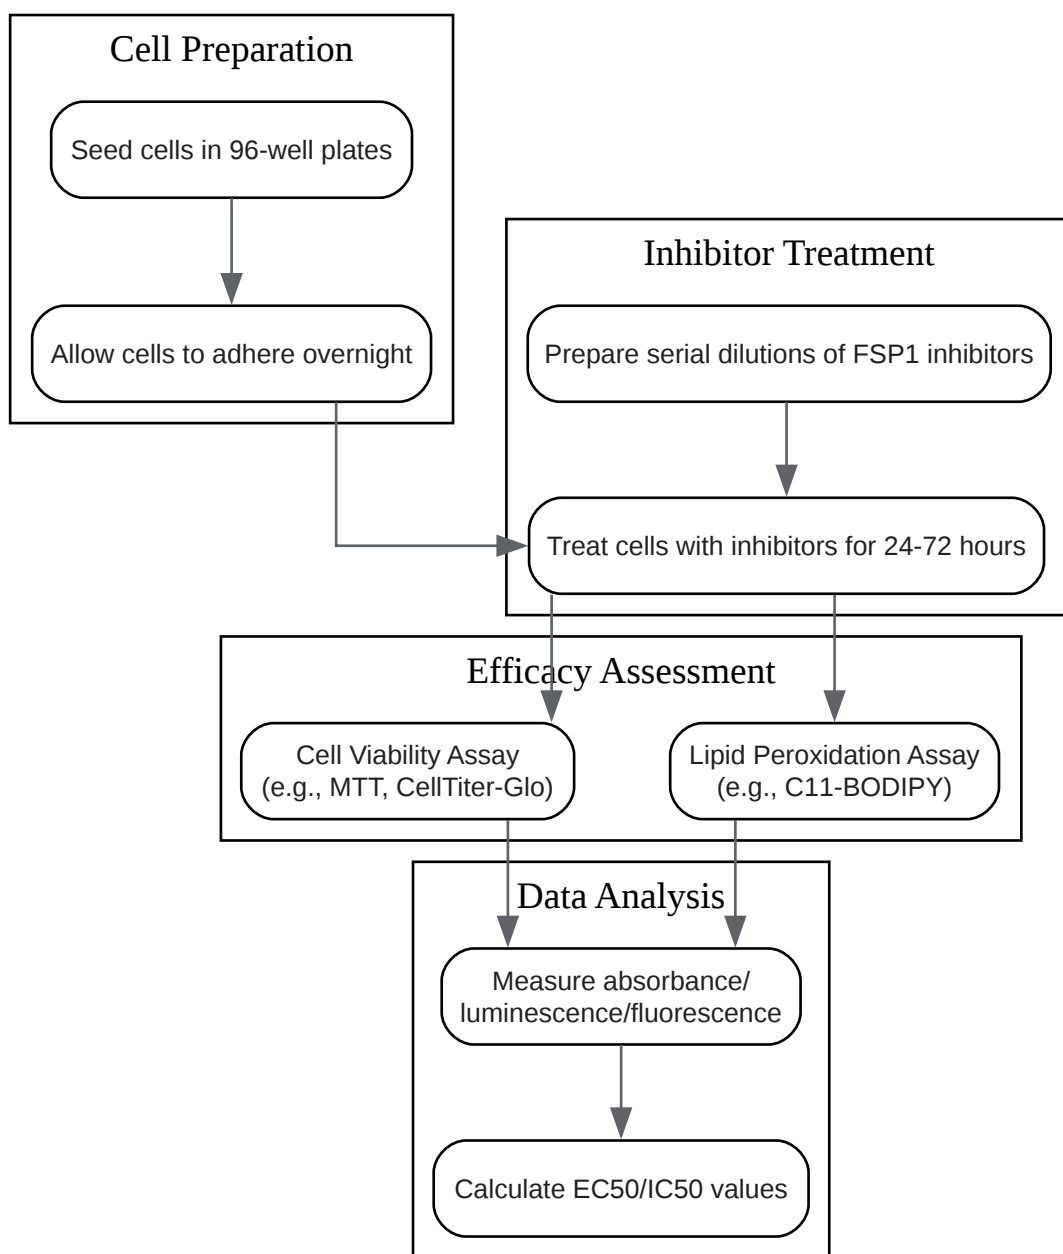 Cell Preparation
Seed cells in 96-well plates
Allow cells to adhere overnight
Inhibitor Treatment
Prepare serial dilutions of FSP1 inhibitors
Treat cells with inhibitors for 24-72 hours
Efficacy Assessment
Cell Viability Assay
(e.g., MTT, CellTiter-Glo)
Lipid Peroxidation Assay
(e.g., C11-BODIPY)
Data Analysis
Measure absorbance/
luminescence/fluorescence
Calculate EC50/IC50 values